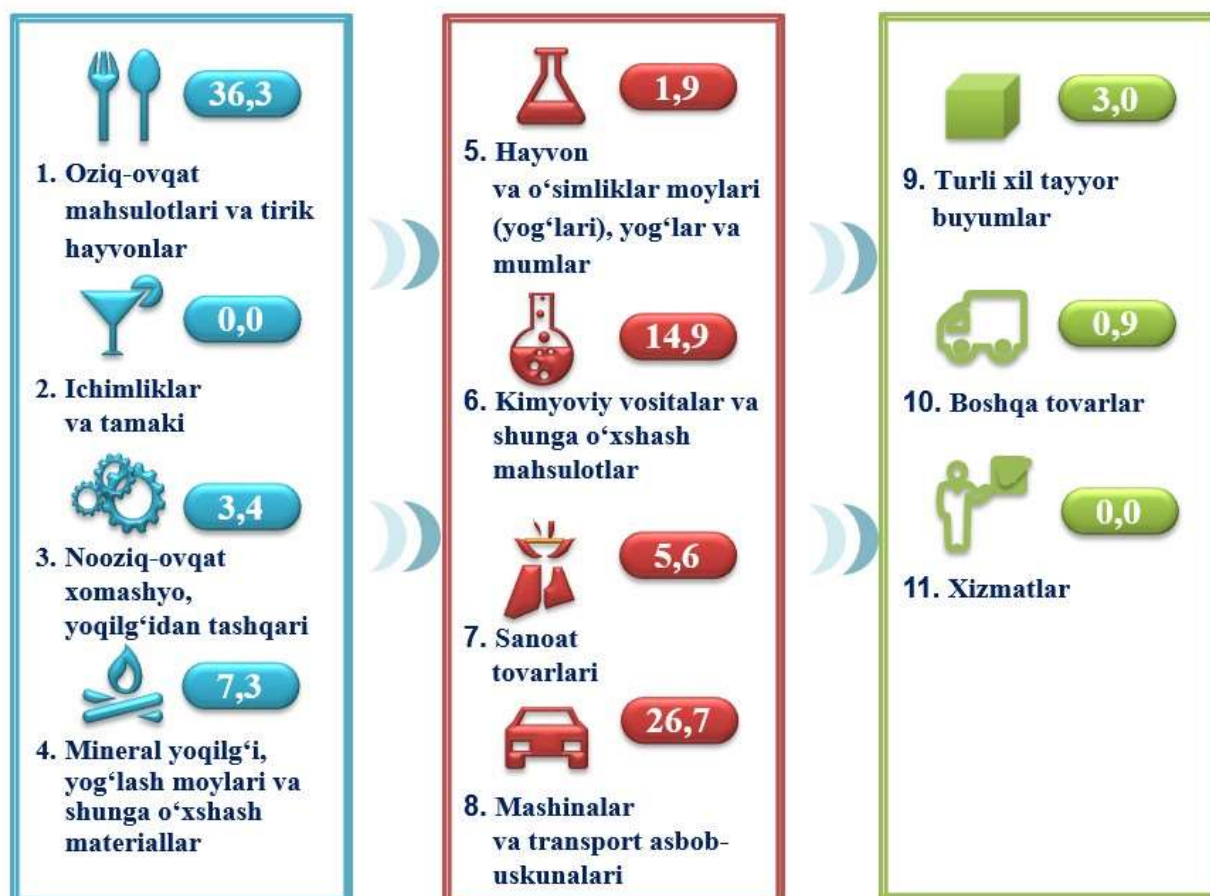 36,3
1. Oziq-ovqat
mahsulotlari va tirik
hayvonlar
0,0
2. Ichimliklar
va tamaki
3,4
3. Nooziq-ovqat
xomashyo,
yoqilg‘idan tashqari
7,3
4. Mineral yoqilg‘i,
yog‘lash moylari va
shunga o‘xshash
materiallar
1,9
5. Hayvon
va o‘simliklar moylari
(yog‘lari), yog‘lar va
mumlar
14,9
6. Kimyoviy vositalar va
shunga o‘xshash
mahsulotlar
5,6
7. Sanoat
tovarlari
26,7
8. Mashinalar
va transport asbob-
uskunalari
3,0
9. Turli xil tayyor
buyumlar
0,9
10. Boshqa tovarlar
0,0
11. Xizmatlar